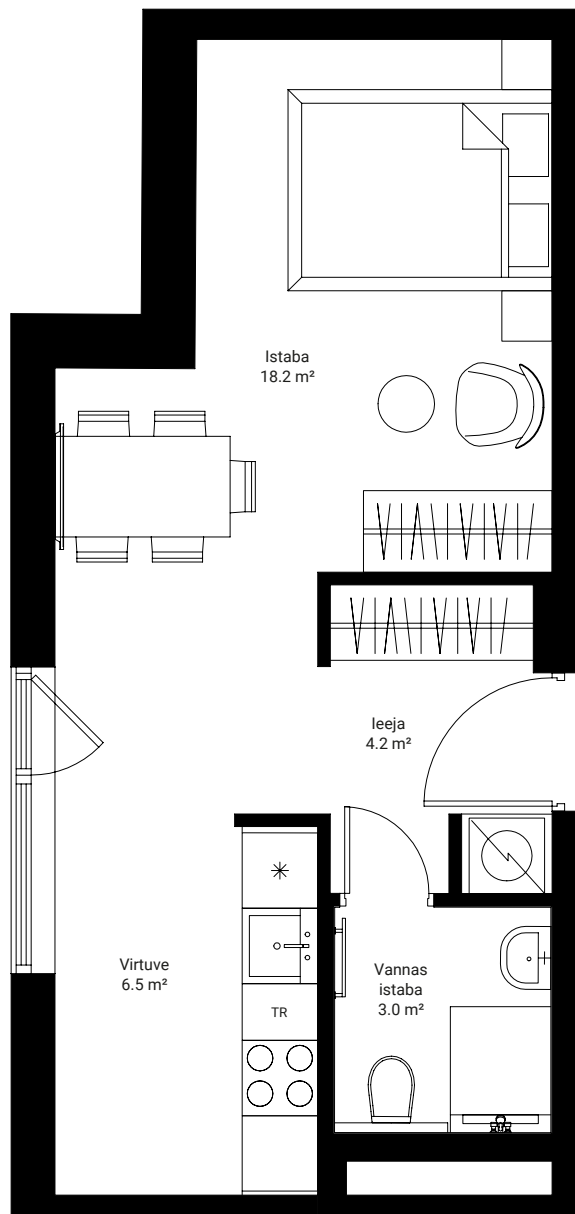 Istaba
18.2 m²
Ieeja
4.2 m²
Virtuve
6.5 m²
Vannas
istaba
3.0 m²
TR